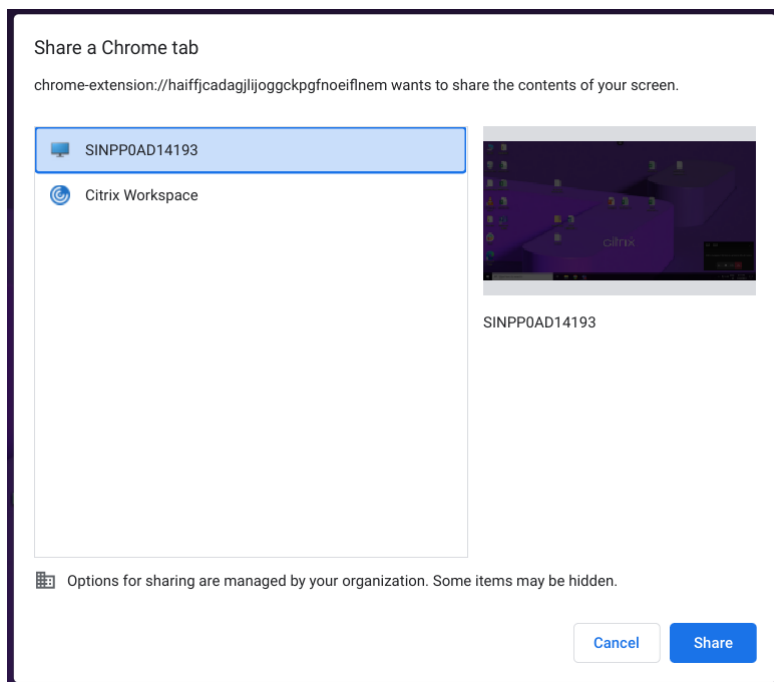 Share a Chrome tab
chrome-extension://haiffjcadagjlijoggckpgfnoeiflnem wants to share the contents of your screen.
SINPP0AD14193
Citrix Workspace
citrix
SINPP0AD14193
Options for sharing are managed by your organization. Some items may be hidden.
Cancel
Share